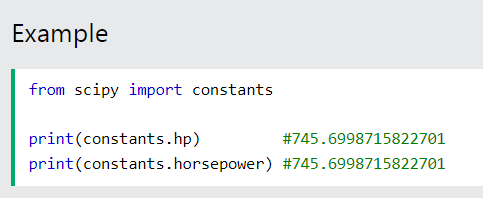 Example
from scipy import constants
print(constants.hp) #745.6998715822701
print(constants.horsepower) #745.6998715822701